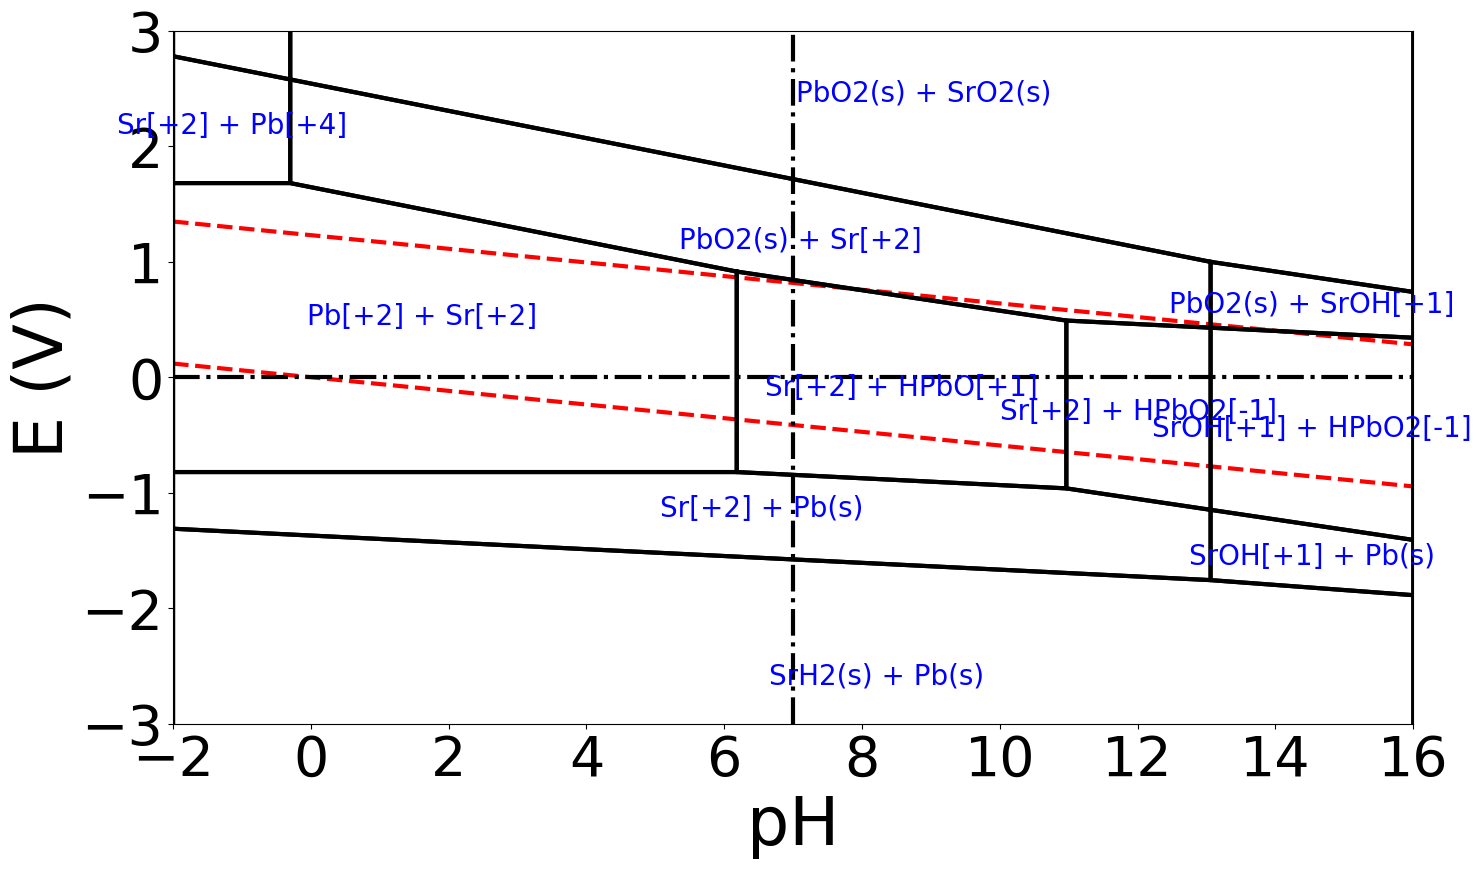 3
2
1
0
−1
−2
−3
E (V)
PbO2(s) + SrO2(s)
Sr[+2] + Pb[+4]
PbO2(s) + Sr[+2]
PbO2(s) + SrOH[+1]
Pb[+2] + Sr[+2]
Sr[+2] + HPbO[+1]
Sr[+2] + HPbO2[-1]
SrOH[+1] + HPbO2[-1]
Sr[+2] + Pb(s)
SrOH[+1] + Pb(s)
SrH2(s) + Pb(s)
−2 0 2 4 6 8 10 12 14 16
pH